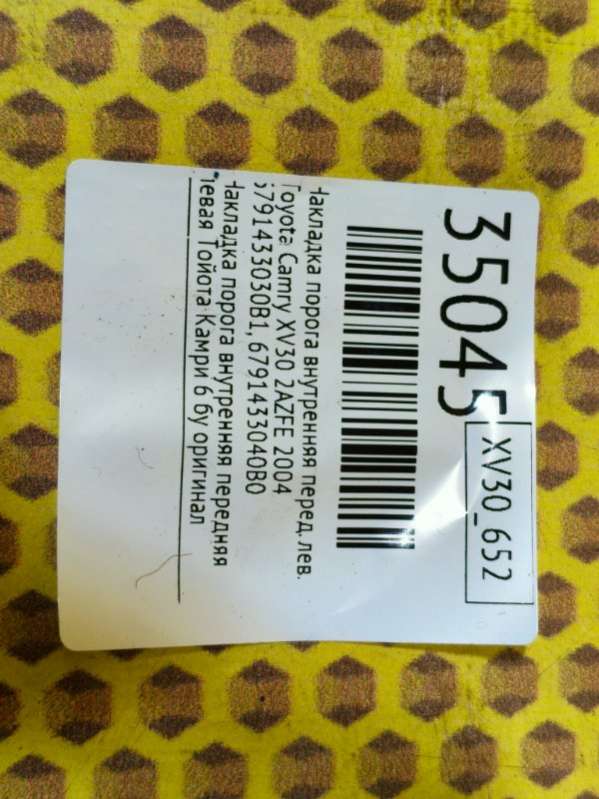 35045
XV30_652
Накладка порога внутренняя перед. лев.
Toyota Camry XV30 2AZFE 2004
6791433030B1, 6791433040B0
Накладка порога внутренняя передняя
левая Тойота Камри 6 бу оригинал